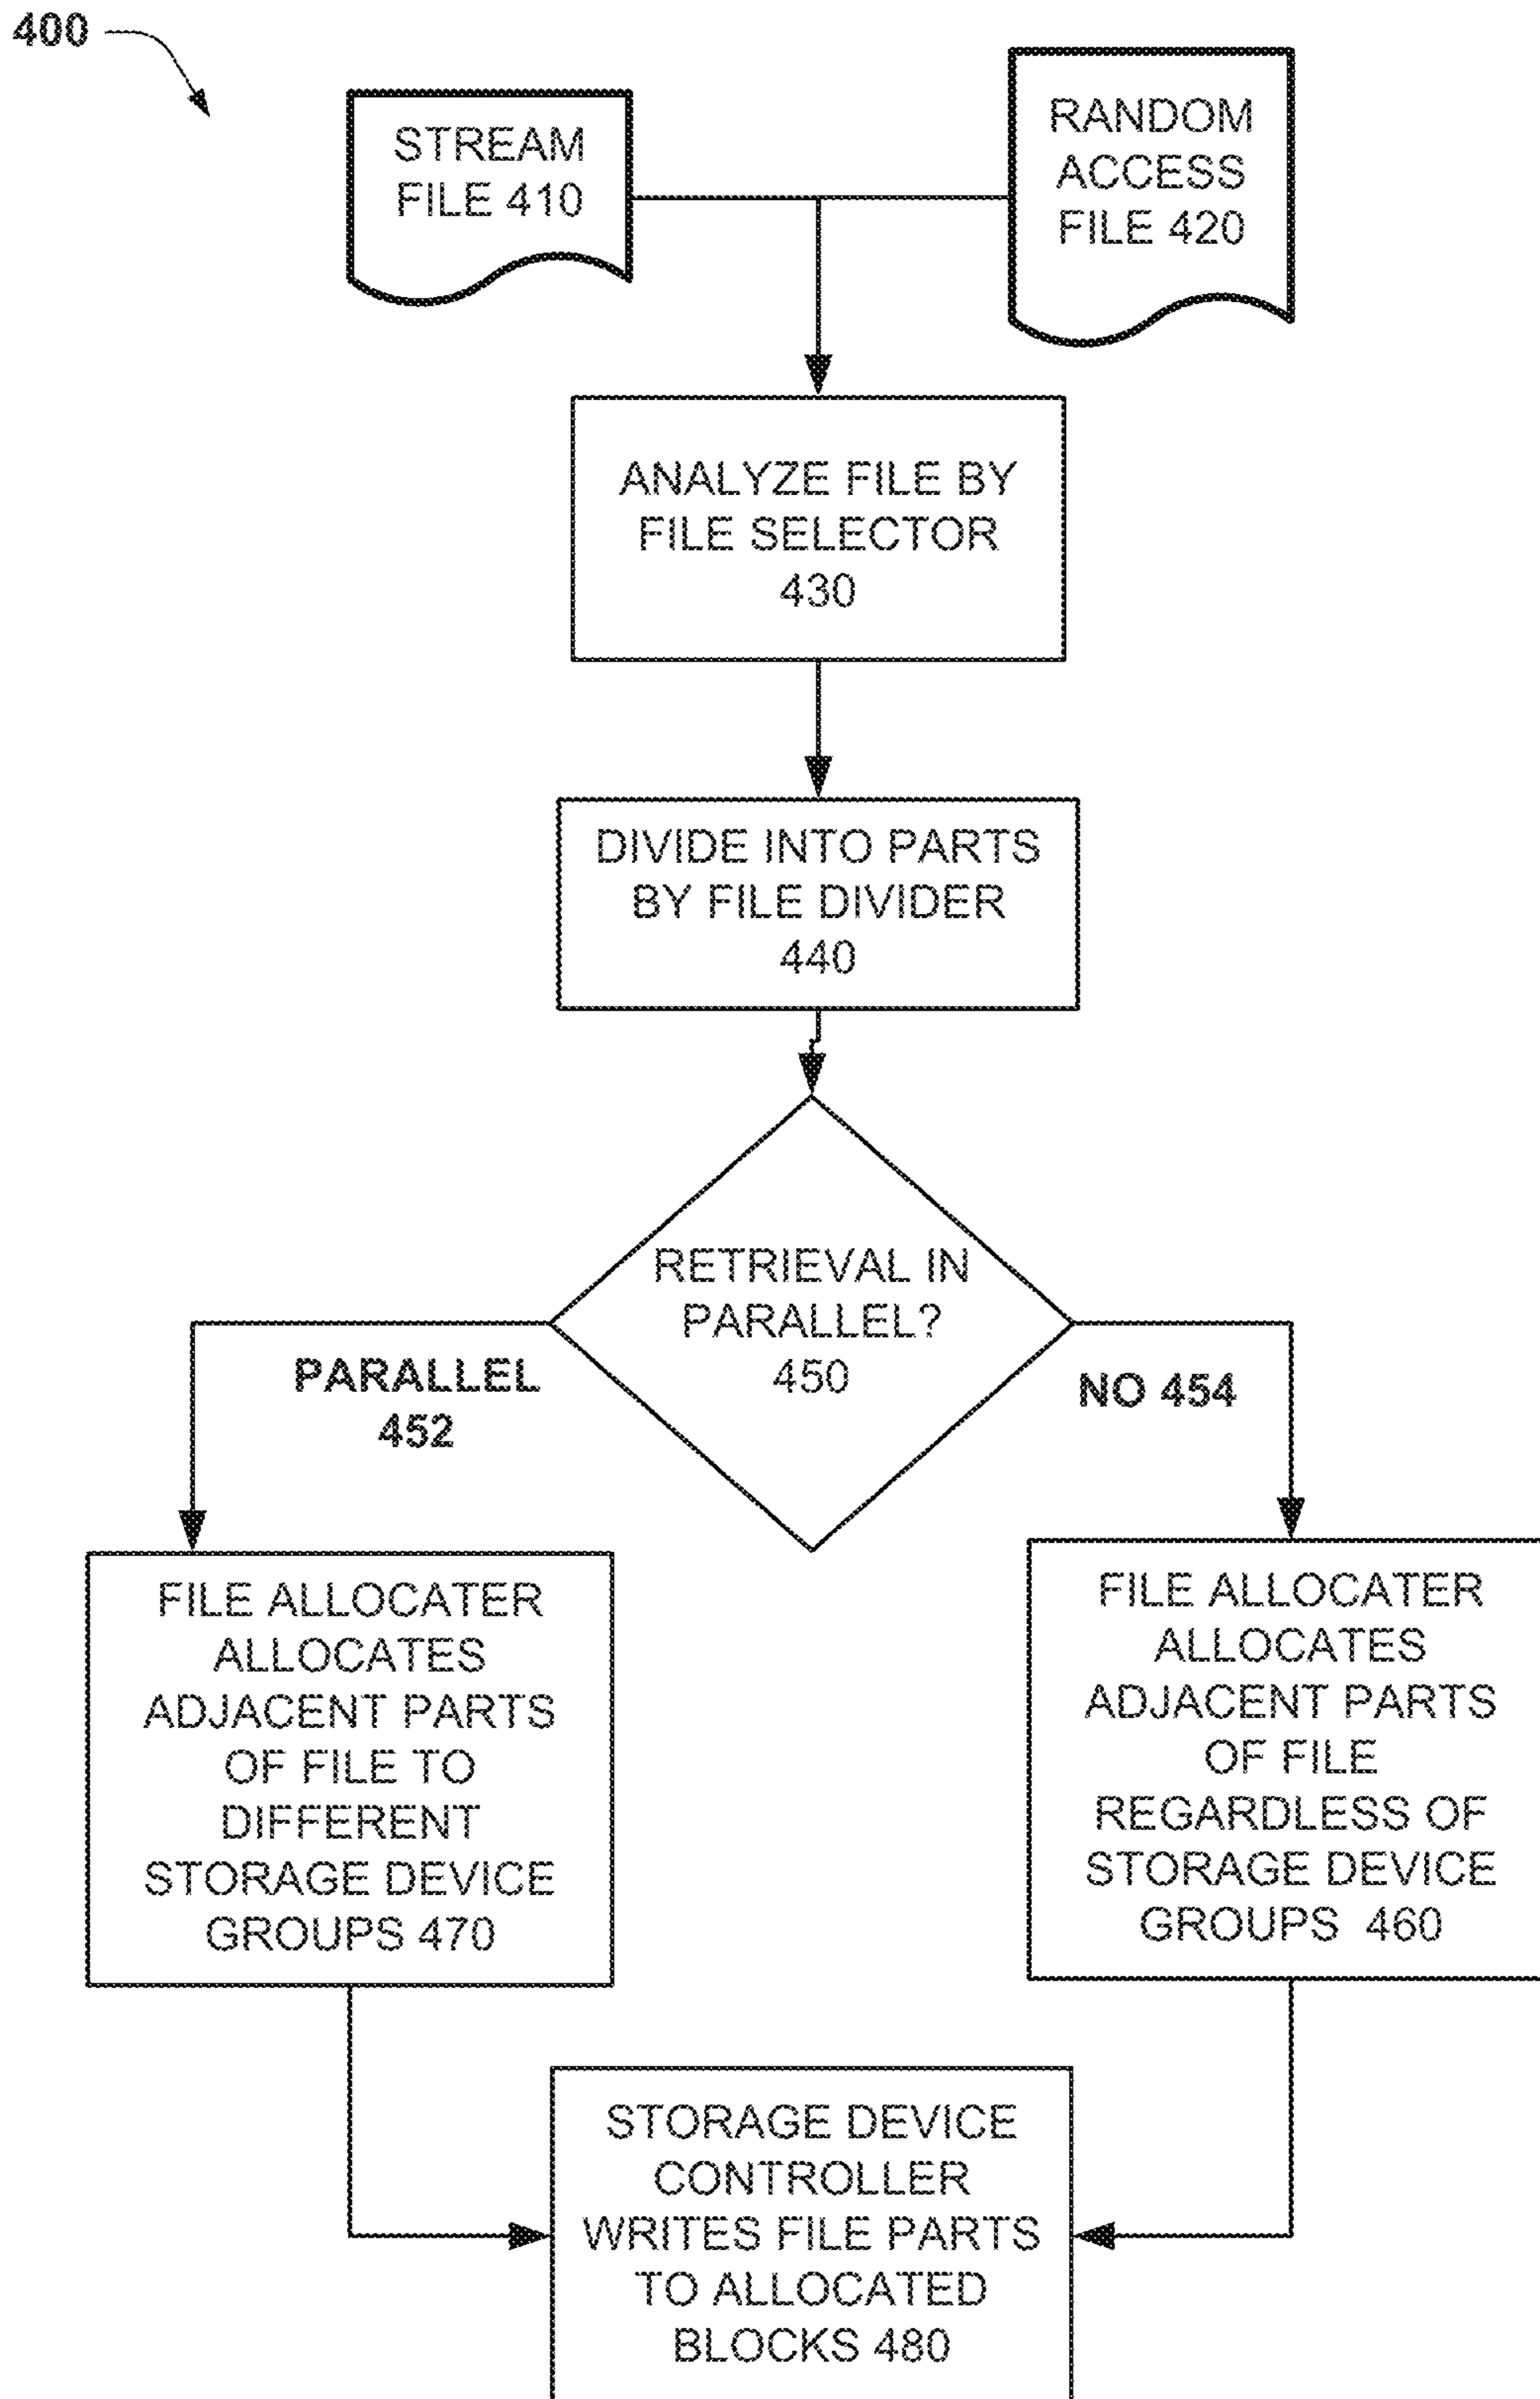 400
STREAM
FILE 410
RANDOM
ACCESS
FILE 420
ANALYZE FILE BY
FILE SELECTOR
430
DIVIDE INTO PARTS
BY FILE DIVIDER
440
RETRIEVAL IN
PARALLEL?
450
PARALLEL
452
NO 454
FILE ALLOCATER
ALLOCATES
ADJACENT PARTS
OF FILE TO
DIFFERENT
STORAGE DEVICE
GROUPS 470
FILE ALLOCATER
ALLOCATES
ADJACENT PARTS
OF FILE
REGARDLESS OF
STORAGE DEVICE
GROUPS 460
STORAGE DEVICE
CONTROLLER
WRITES FILE PARTS
TO ALLOCATED
BLOCKS 480